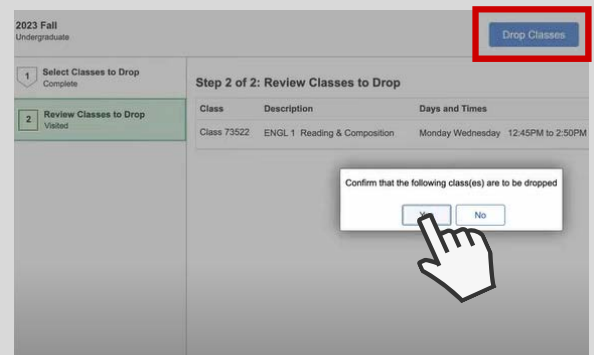 2023 Fall
Undergraduate
Drop Classes
1 Select Classes to Drop
Complete
2 Review Classes to Drop
Visited
Step 2 of 2: Review Classes to Drop
Class Description Days and Times
Class 73522 ENGL 1 Reading & Composition Monday Wednesday 12:45PM to 2:50PM
Confirm that the following class(es) are to be dropped
No